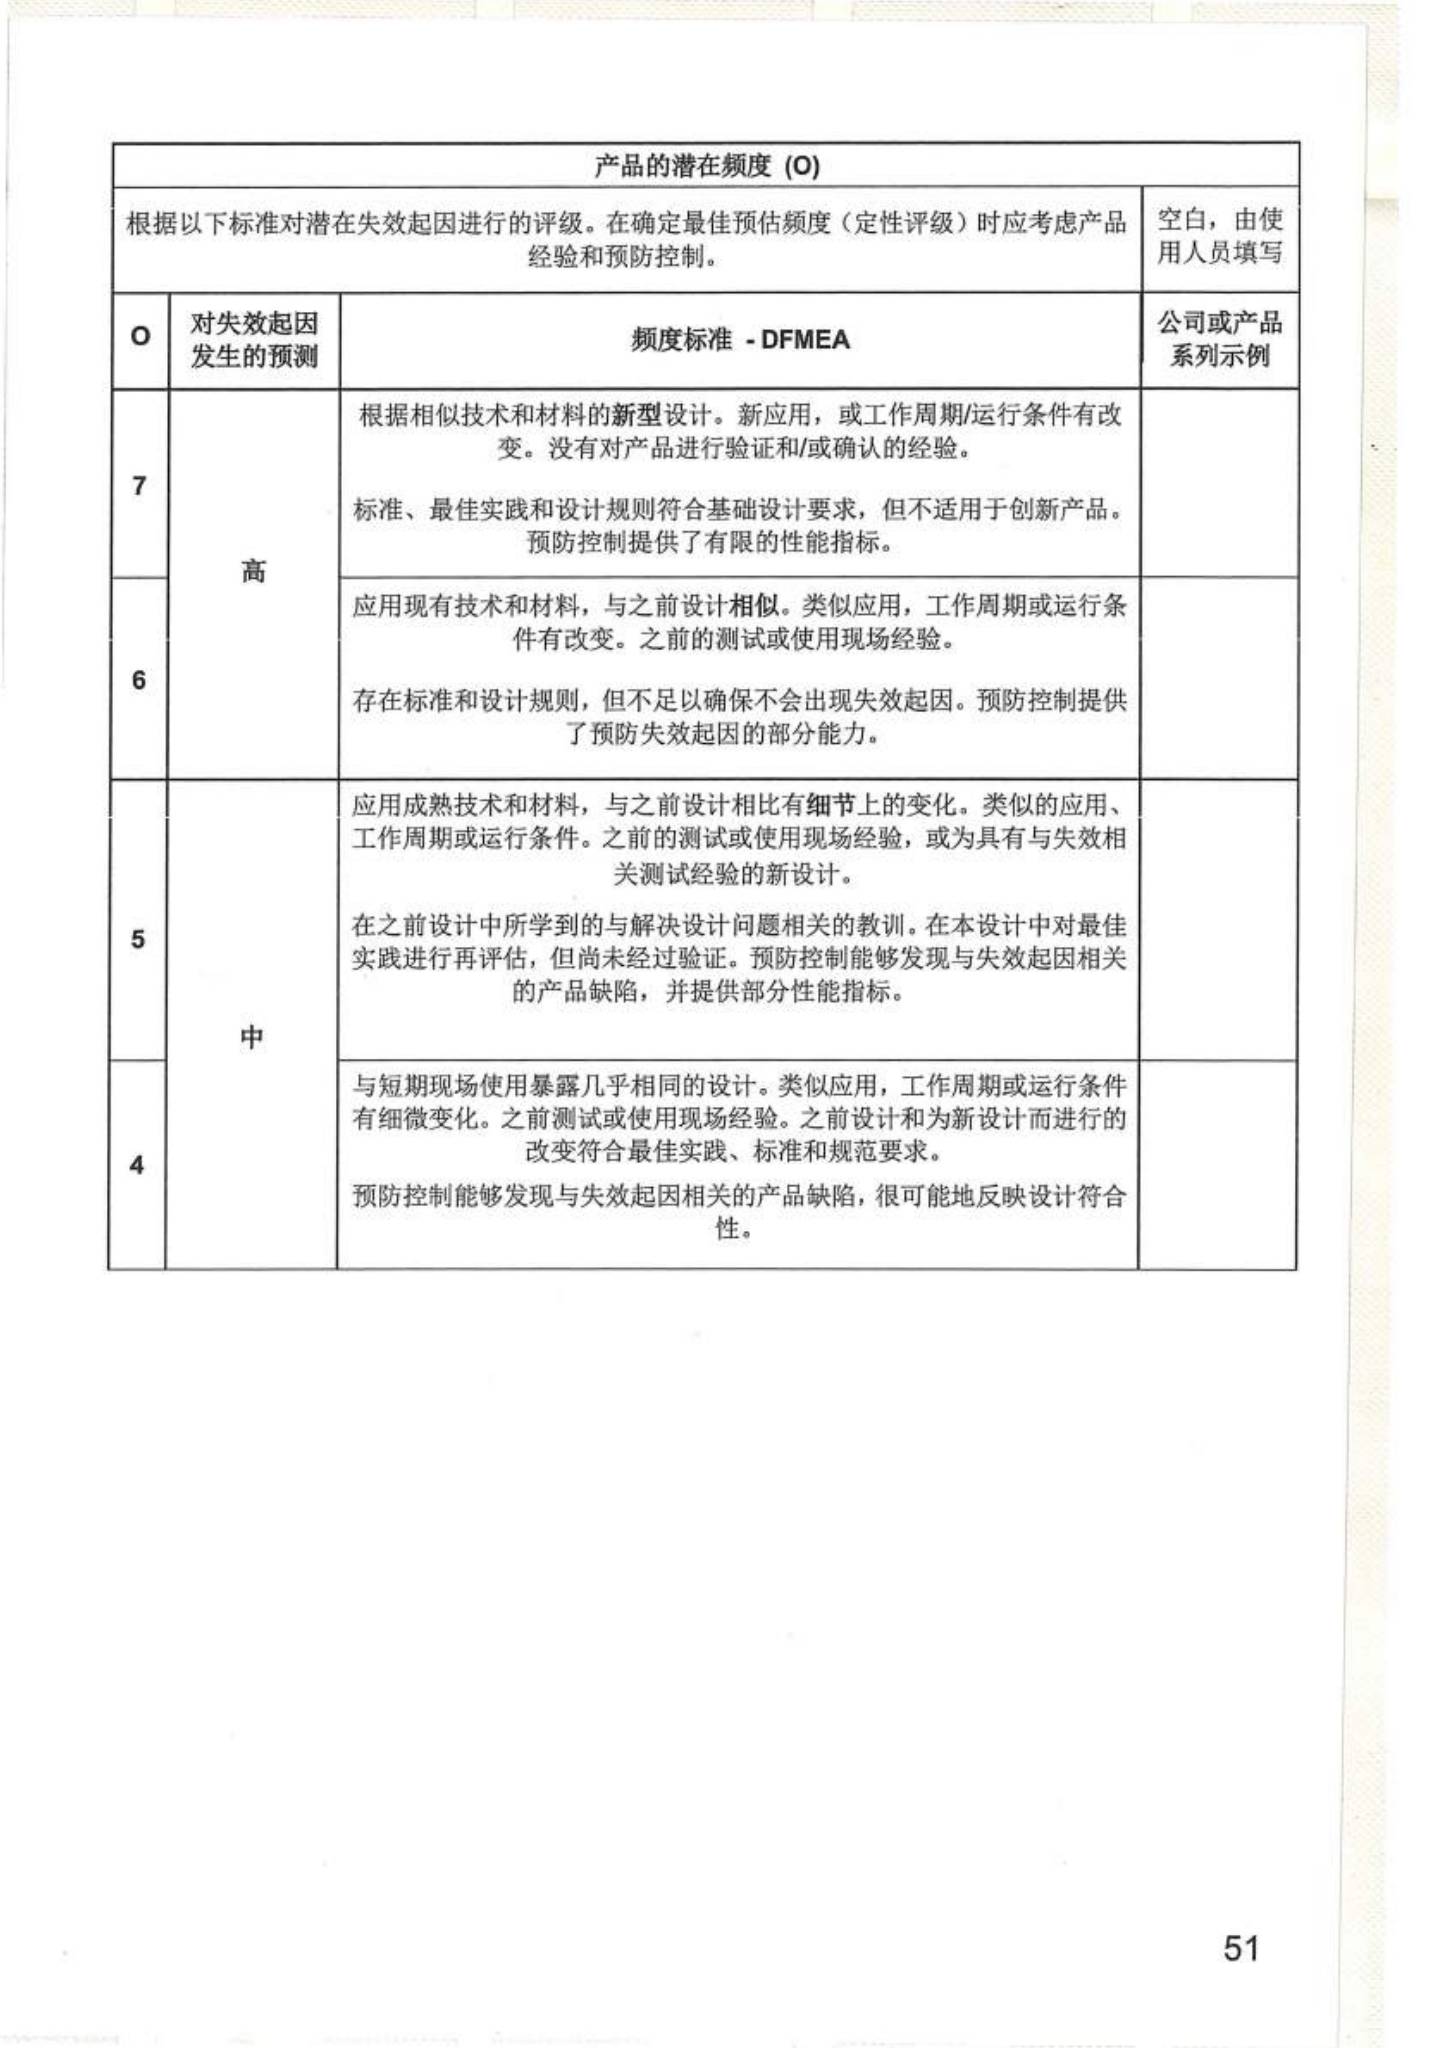 产品的潜在频度 (O)
根据以下标准对潜在失效起因进行的评级。在确定最佳预估频度（定性评级）时应考虑产品
经验和预防控制。
空白，由使
用人员填写
O
对失效起因
发生的预测
频度标准 - DFMEA
公司或产品
系列示例
7
高
根据相似技术和材料的新型设计。新应用，或工作周期/运行条件有改
变。没有对产品进行验证和/或确认的经验。
标准、最佳实践和设计规则符合基础设计要求，但不适用于创新产品。
预防控制提供了有限的性能指标。
6
应用现有技术和材料，与之前设计相似。类似应用，工作周期或运行条
件有改变。之前的测试或使用现场经验。
存在标准和设计规则，但不足以确保不会出现失效起因。预防控制提供
了预防失效起因的部分能力。
5
中
应用成熟技术和材料，与之前设计相比有细节上的变化。类似的应用、
工作周期或运行条件。之前的测试或使用现场经验，或为具有与失效相
关测试经验的新设计。
在之前设计中所学到的与解决设计问题相关的教训。在本设计中对最佳
实践进行再评估，但尚未经过验证。预防控制能够发现与失效起因相关
的产品缺陷，并提供部分性能指标。
4
与短期现场使用暴露几乎相同的设计。类似应用，工作周期或运行条件
有细微变化。之前测试或使用现场经验。之前设计和为新设计而进行的
改变符合最佳实践、标准和规范要求。
预防控制能够发现与失效起因相关的产品缺陷，很可能地反映设计符合
性。
51